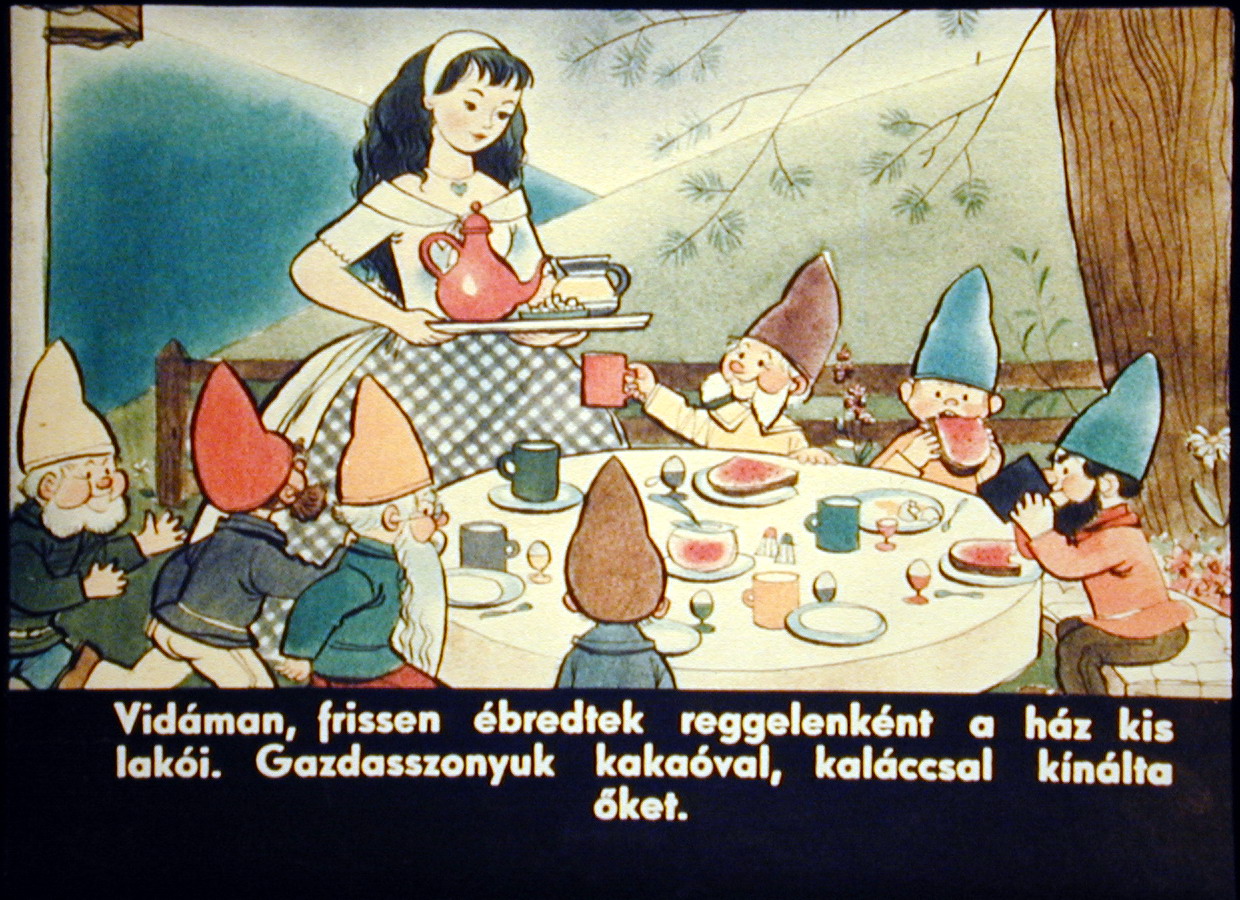 Vidáman, frissen ébredtek reggelenként a ház kis
lakói. Gazdasszonyuk kakaóval, kaláccsal kínálta
őket.